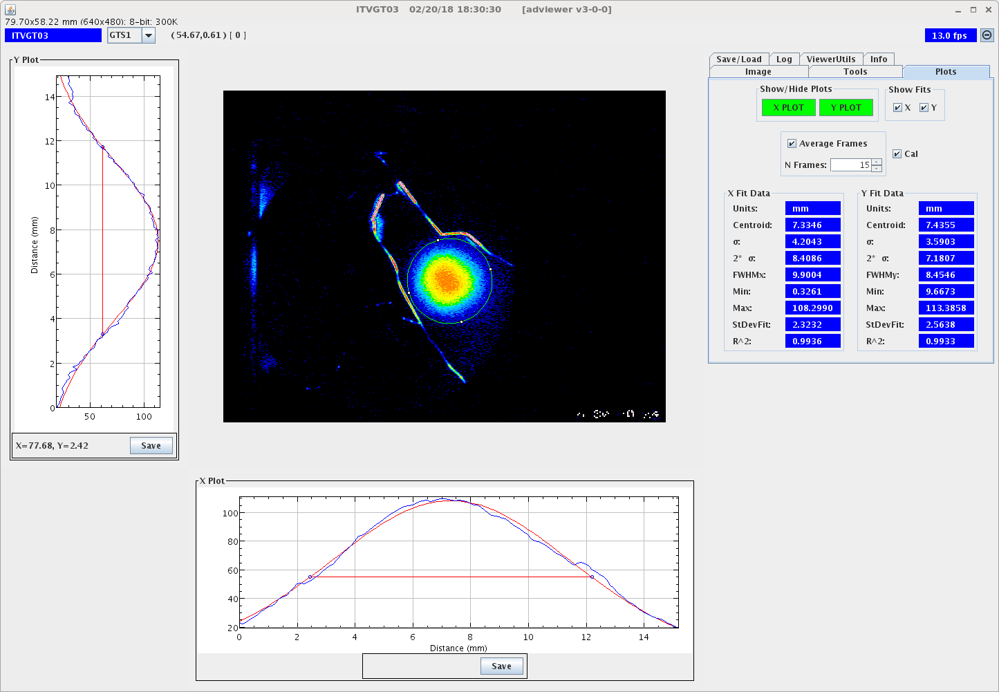 ITVGT03 02/20/18 18:30:30 [adviewer v3-0-0]
79.70x58.22 mm (640x480): 8-bit: 300K
ITVGT03 GTS1 ( 54.67,0.61 ) [ 0 ] 13.0 fps
Y Plot
14
12
10
8
6
4
2
0
Distance (mm)
50 100
X=77.68, Y=2.42 Save
Save/Load Log ViewerUtils Info
Image Tools Plots
Show/Hide Plots Show Fits
X PLOT Y PLOT X Y
Average Frames
N Frames: 15 Cal
X Fit Data
Units: mm
Centroid: 7.3346
σ: 4.2043
2* σ: 8.4086
FWHMx: 9.9004
Min: 0.3261
Max: 108.2990
StDevFit: 2.3232
R^2: 0.9936
Y Fit Data
Units: mm
Centroid: 7.4355
σ: 3.5903
2* σ: 7.1807
FWHMy: 8.4546
Min: 9.6673
Max: 113.3858
StDevFit: 2.5638
R^2: 0.9933
X Plot
100
80
60
40
20
0 2 4 6 8 10 12 14
Distance (mm)
Save